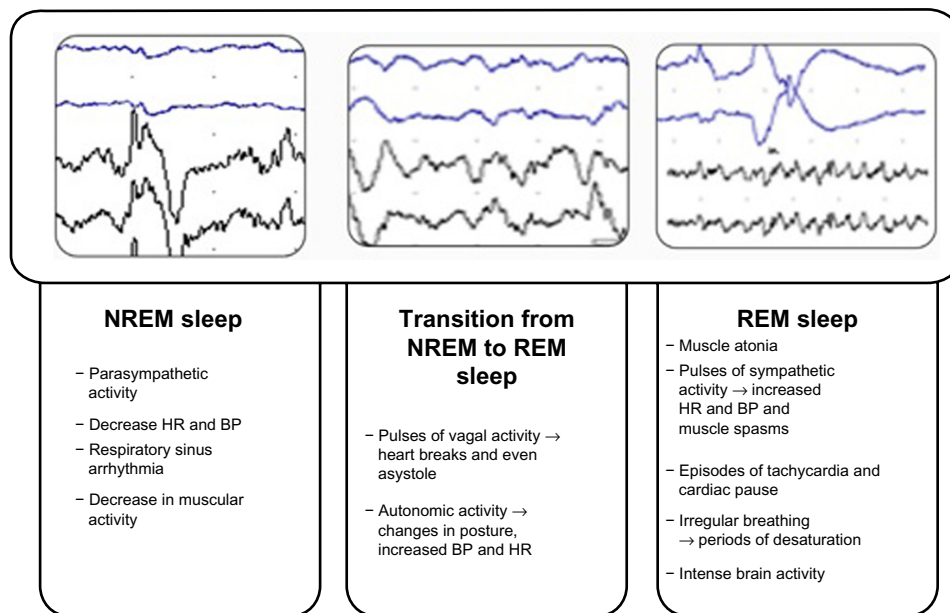 NREM sleep
− Parasympathetic
activity
− Decrease HR and BP
− Respiratory sinus
arrhythmia
− Decrease in muscular
activity
Transition from
NREM to REM
sleep
− Pulses of vagal activity →
heart breaks and even
asystole
− Autonomic activity →
changes in posture,
increased BP and HR
REM sleep
− Muscle atonia
− Pulses of sympathetic
activity → increased
HR and BP and
muscle spasms
− Episodes of tachycardia and
cardiac pause
− Irregular breathing
→ periods of desaturation
− Intense brain activity